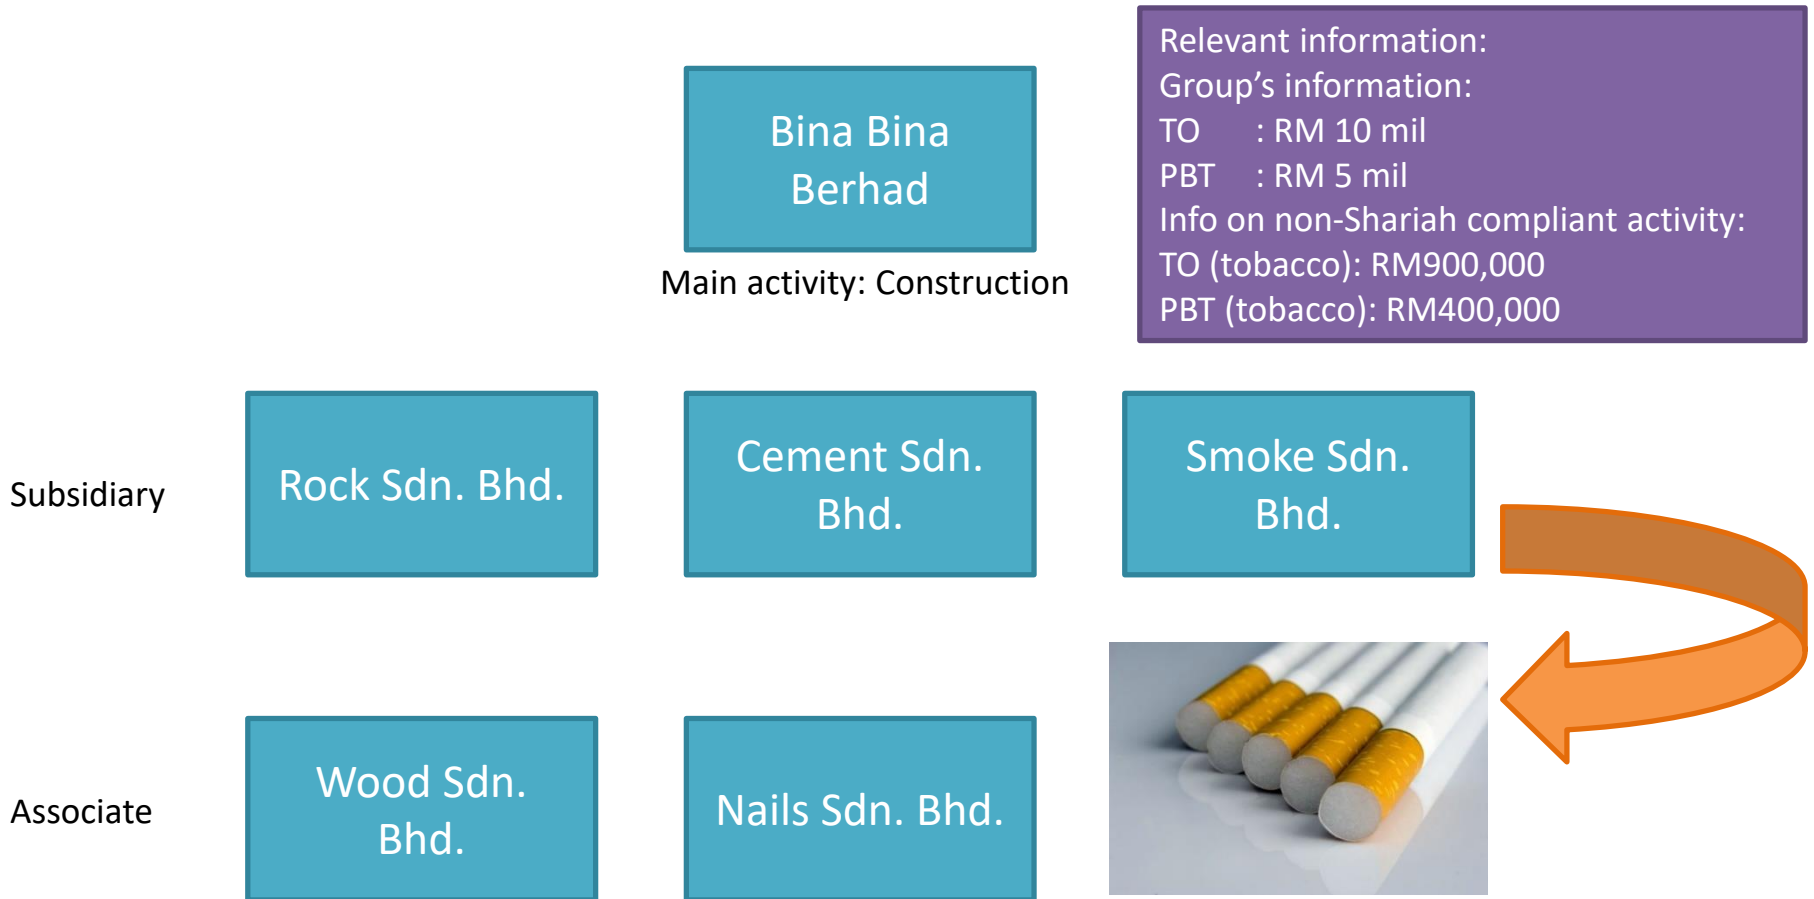 Relevant information:
Group’s information:
TO : RM 10 mil
PBT : RM 5 mil
Info on non-Shariah compliant activity:
TO (tobacco): RM900,000
PBT (tobacco): RM400,000
Bina Bina
Berhad
Main activity: Construction
Subsidiary
Rock Sdn. Bhd.
Cement Sdn.
Bhd.
Smoke Sdn.
Bhd.
Associate
Wood Sdn.
Bhd.
Nails Sdn. Bhd.